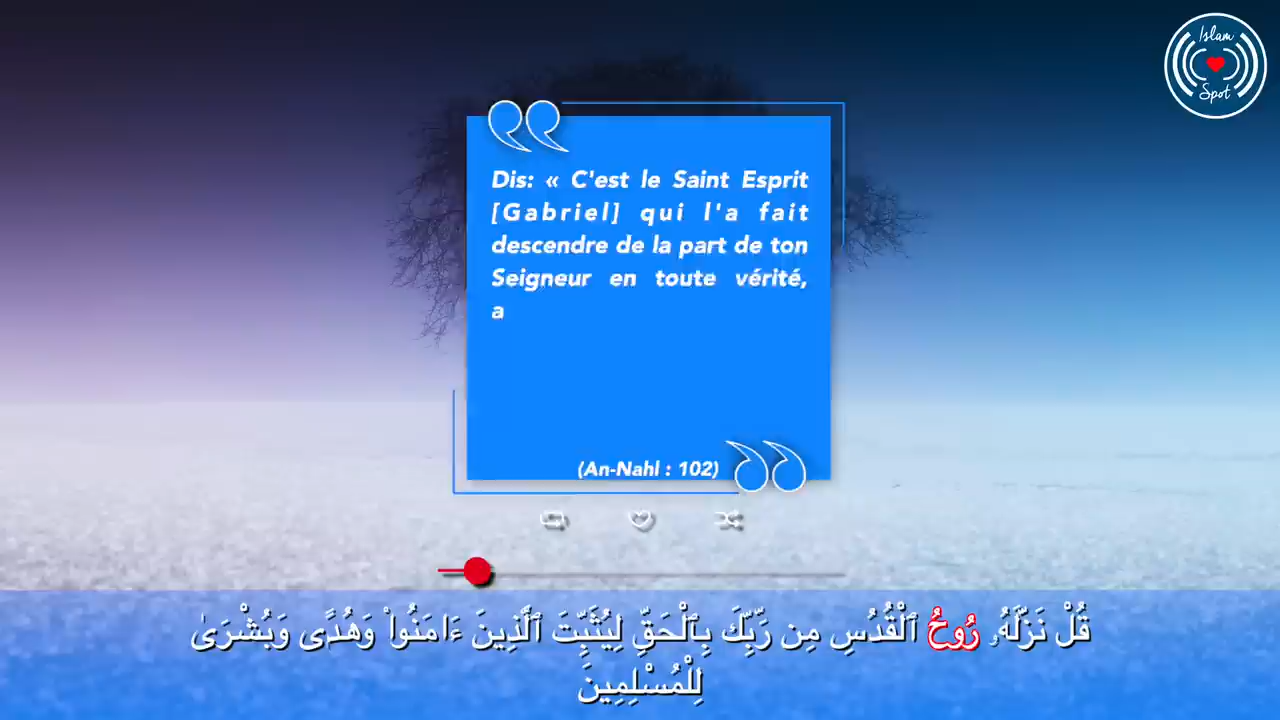 Islam
Spot
Dis: « C'est le Saint Esprit
[Gabriel] qui l'a fait
descendre de la part de ton
Seigneur en toute vérité,
a
(An-Nahl : 102)
قُلْ نَزَّلَهُۥ رُوحُ ٱلْقُدُسِ مِن رَّبِّكَ بِٱلْحَقِّ لِيُثَبِّتَ ٱلَّذِينَ ءَامَنُوا۟ وَهُدًى وَبُشْرَىٰ
لِلْمُسْلِمِينَ